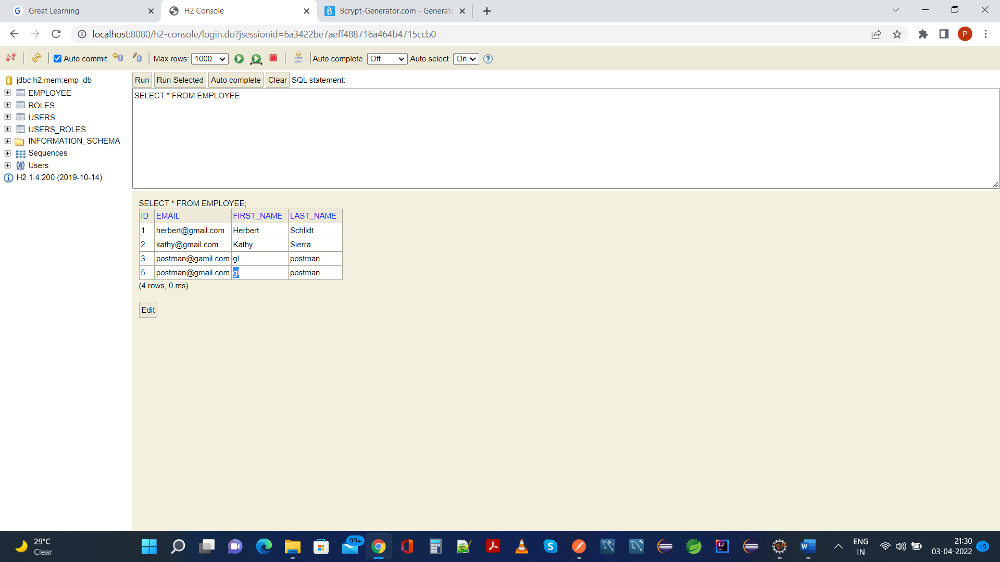 Great Learning
H2 Console
Bcrypt-Generator.com - Generate
localhost:8080/h2-console/login.do?jsessionid=6a3422be7aeff488716a464b4715ccb0
P
Auto commit
Max rows: 1000
Auto complete Off
Auto select On
jdbc:h2:mem:emp_db
EMPLOYEE
ROLES
USERS
USERS_ROLES
INFORMATION_SCHEMA
Sequences
Users
H2 1.4.200 (2019-10-14)
Run Run Selected Auto complete Clear SQL statement:
SELECT * FROM EMPLOYEE
SELECT * FROM EMPLOYEE;
ID EMAIL FIRST_NAME LAST_NAME
1 herbert@gmail.com Herbert Schlidt
2 kathy@gmail.com Kathy Sierra
3 postman@gamil.com gl postman
5 postman@gmail.com gl postman
(4 rows, 0 ms)
Edit
29°C
Clear
99+
ENG
IN
21:30
03-04-2022
19